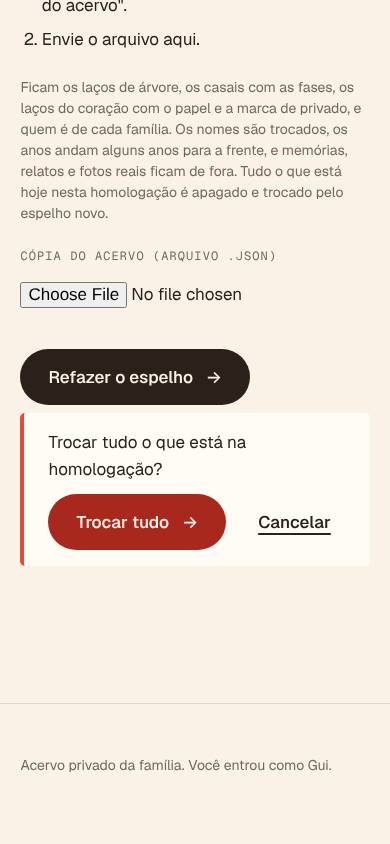 do acervo".
2. Envie o arquivo aqui.
Ficam os laços de árvore, os casais com as fases, os
laços do coração com o papel e a marca de privado, e
quem é de cada família. Os nomes são trocados, os
anos andam alguns anos para a frente, e memórias,
relatos e fotos reais ficam de fora. Tudo o que está
hoje nesta homologação é apagado e trocado pelo
espelho novo.
CÓPIA DO ACERVO (ARQUIVO .JSON)
Choose File No file chosen
Refazer o espelho →
Trocar tudo o que está na
homologação?
Trocar tudo → Cancelar
Acervo privado da família. Você entrou como Gui.